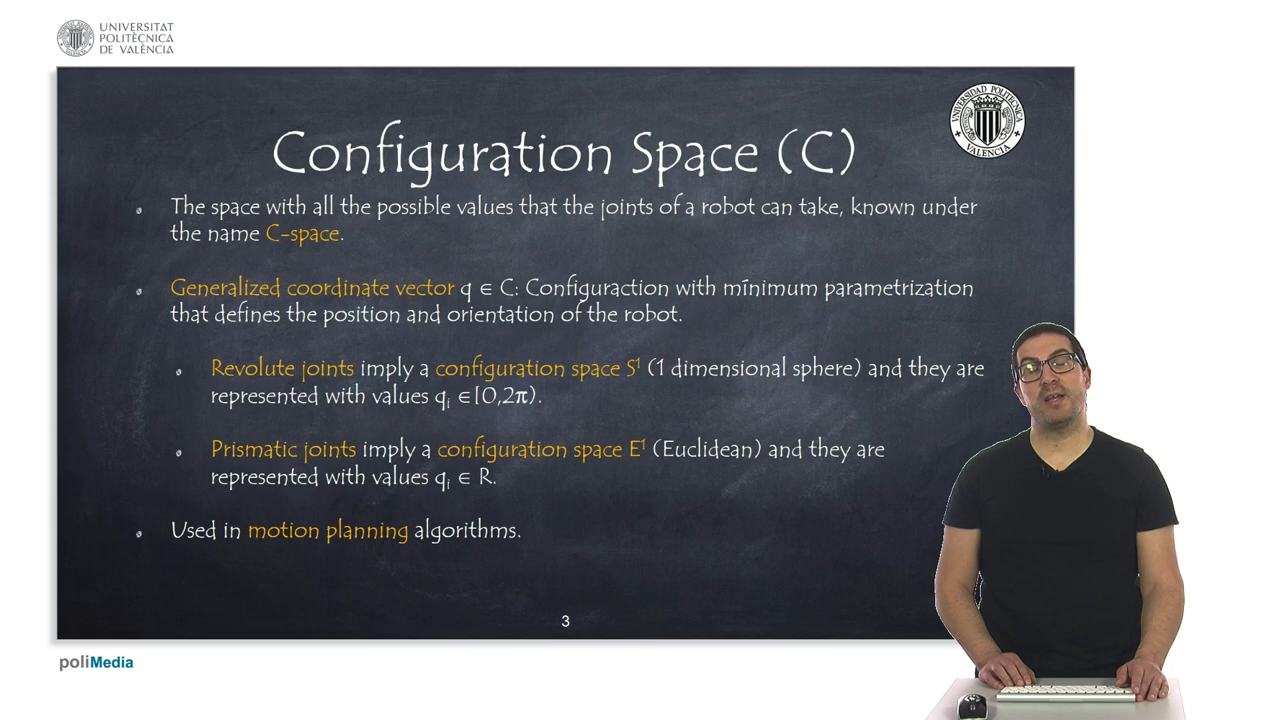 UNIVERSITAT
POLITÈCNICA
DE VALÈNCIA
UNIVERSIDAD POLITECNICA
VALENCIA
Configuration Space (C)
The space with all the possible values that the joints of a robot can take, known under
the name C-space.
Generalized coordinate vector q ∈ C: Configuraction with mínimum parametrization
that defines the position and orientation of the robot.
Revolute joints imply a configuration space S¹ (1 dimensional sphere) and they are
represented with values qᵢ ∈[0,2π).
Prismatic joints imply a configuration space E¹ (Euclidean) and they are
represented with values qᵢ ∈ R.
Used in motion planning algorithms.
3
poliMedia